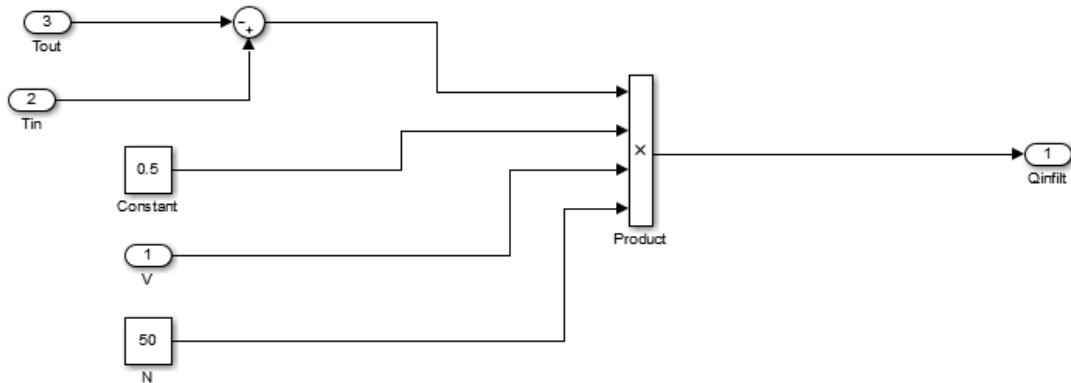 3
Tout
-
+
2
Tin
0.5
Constant
×
Product
1
Qinfilt
1
V
50
N